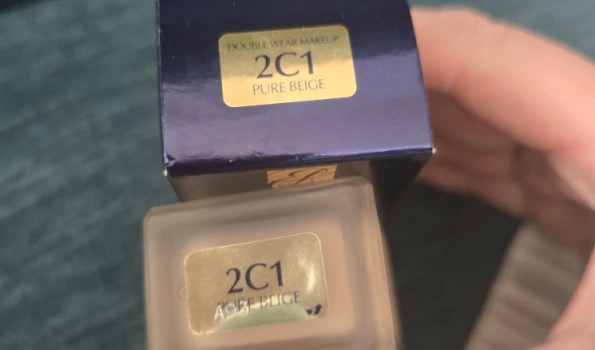 DOUBLE WEAR MAKEUP
2C1
PURE BEIGE
2C1
PURE BEIGE